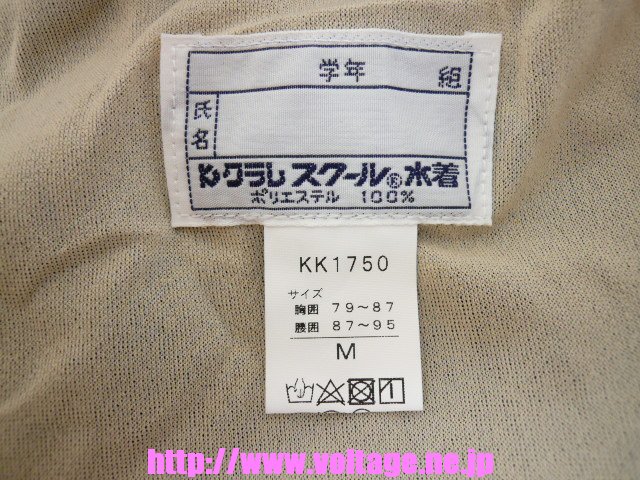 学年 組
氏名
クラレスクール®水着
ポリエステル 100%
KK1750
サイズ
胸囲 79～87
腰囲 87～95
M
http://www.voltage.ne.jp